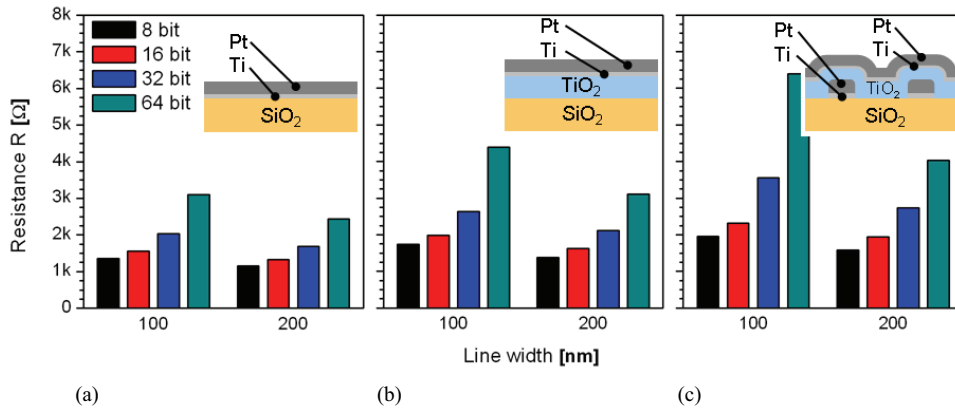 Resistance R [Ω]
8k
7k
6k
5k
4k
3k
2k
1k
0
8 bit
16 bit
32 bit
64 bit
Pt
Ti
SiO₂
100
200
Pt
Ti
TiO₂
SiO₂
100
200
Pt
Ti
Pt
Ti
TiO₂
SiO₂
100
200
Line width [nm]
(a)
(b)
(c)